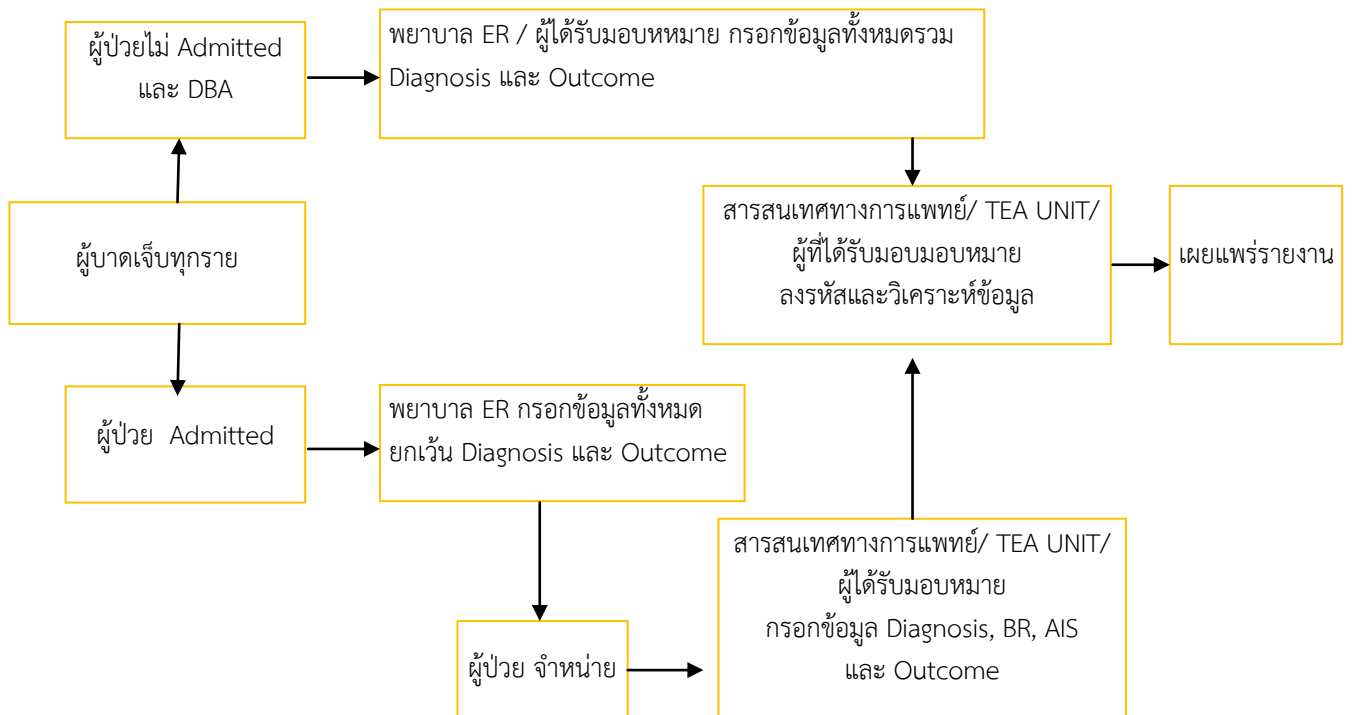 ผู้ป่วยไม่ Admitted
และ DBA
พยาบาล ER / ผู้ได้รับมอบหหมาย กรอกข้อมูลทั้งหมดรวม
Diagnosis และ Outcome
ผู้บาดเจ็บทุกราย
สารสนเทศทางการแพทย์/ TEA UNIT/
ผู้ที่ได้รับมอบมอบหมาย
ลงรหัสและวิเคราะห์ข้อมูล
เผยแพร่รายงาน
ผู้ป่วย Admitted
พยาบาล ER กรอกข้อมูลทั้งหมด
ยกเว้น Diagnosis และ Outcome
ผู้ป่วย จำหน่าย
สารสนเทศทางการแพทย์/ TEA UNIT/
ผู้ได้รับมอบหมาย
กรอกข้อมูล Diagnosis, BR, AIS
และ Outcome